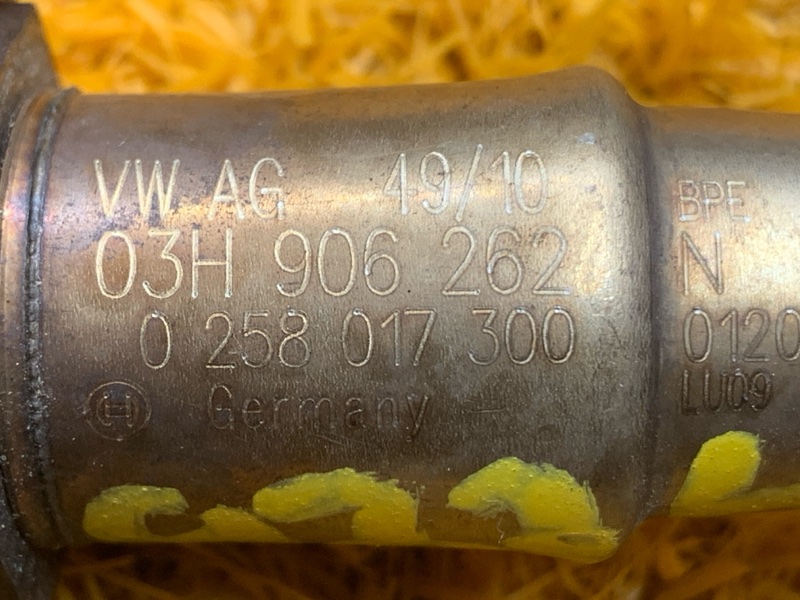 VW AG 49/10
03H 906 262
0 258 017 300
Germany
BPE
N
0120
LU09